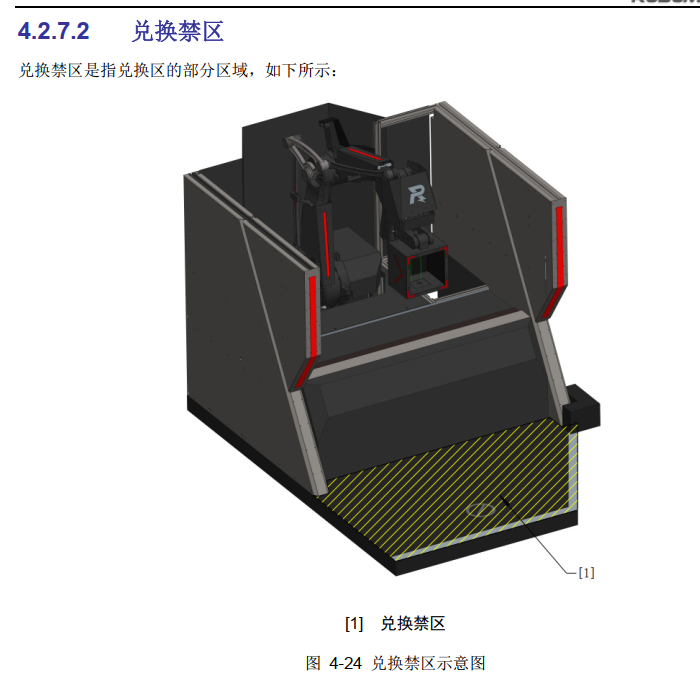 4.2.7.2 兑换禁区
兑换禁区是指兑换区的部分区域，如下所示：
R
[1]
[1] 兑换禁区
图 4-24 兑换禁区示意图